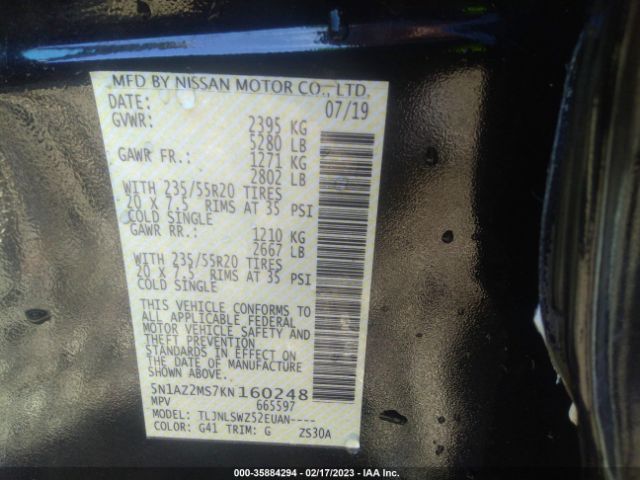 MFD BY NISSAN MOTOR CO., LTD.
DATE: 07/19
GVWR: 2395 KG
5280 LB
GAWR FR.: 1271 KG
2802 LB
WITH 235/55R20 TIRES
20 X 7.5 RIMS AT 35 PSI
COLD SINGLE
GAWR RR.: 1210 KG
2667 LB
WITH 235/55R20 TIRES
20 X 7.5 RIMS AT 35 PSI
COLD SINGLE
THIS VEHICLE CONFORMS TO
ALL APPLICABLE FEDERAL
MOTOR VEHICLE SAFETY AND
THEFT PREVENTION
STANDARDS IN EFFECT ON
THE DATE OF MANUFACTURE
SHOWN ABOVE.
5N1AZ2MS7KN160248
MPV 665597
MODEL: TLJNLSWZ52EUAN----
COLOR: G41 TRIM: G ZS30A
000-35884294 - 02/17/2023 - IAA Inc.